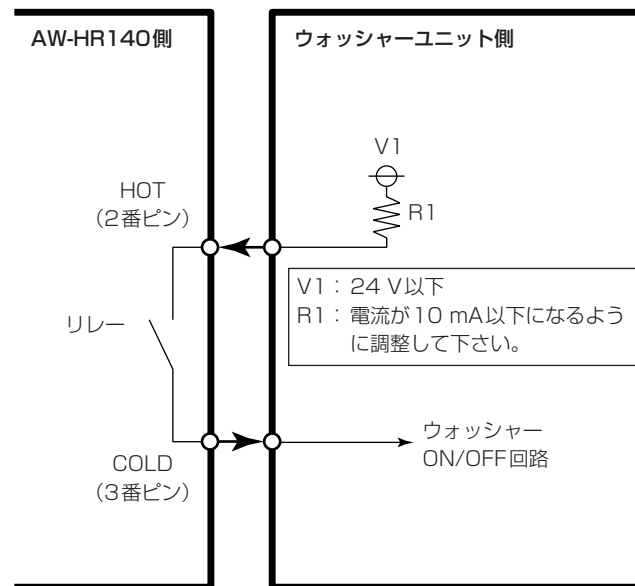 AW-HR140側
ウォッシャーユニット側
V1
R1
HOT
（2番ピン）
V1：24 V以下
R1：電流が10 mA以下になるよう
に調整して下さい。
リレー
ウォッシャー
ON/OFF回路
COLD
（3番ピン）